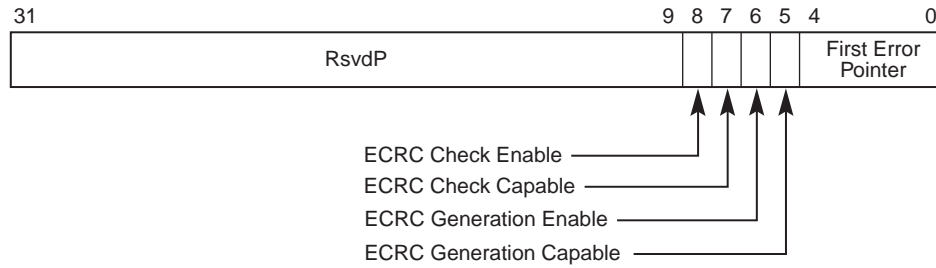 31 9 8 7 6 5 4 0
RsvdP
First Error
Pointer
ECRC Check Enable
ECRC Check Capable
ECRC Generation Enable
ECRC Generation Capable